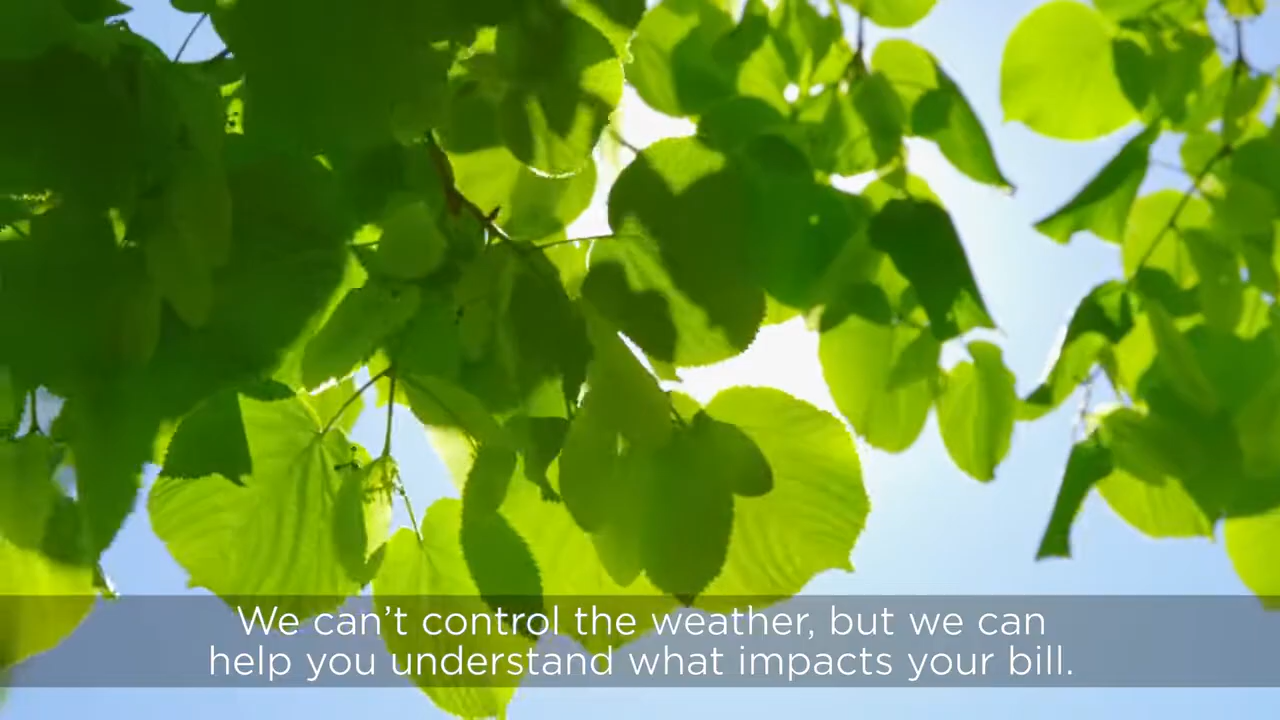 We can’t control the weather, but we can
help you understand what impacts your bill.